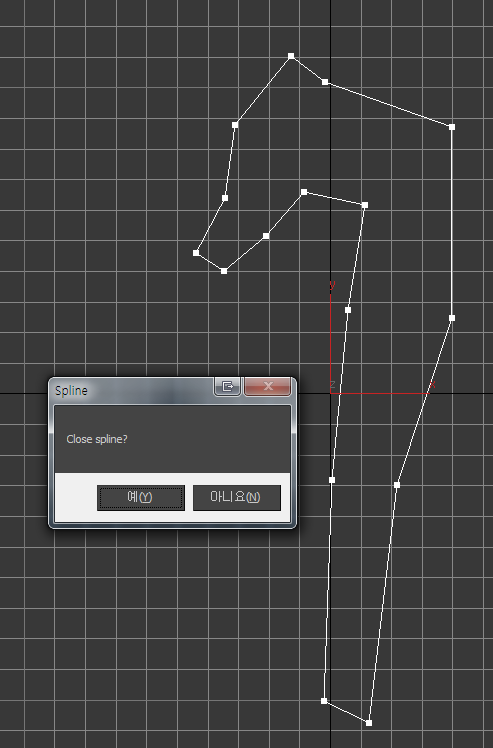 y
z
x
Spline
Close spline?
예(Y)
아니요(N)